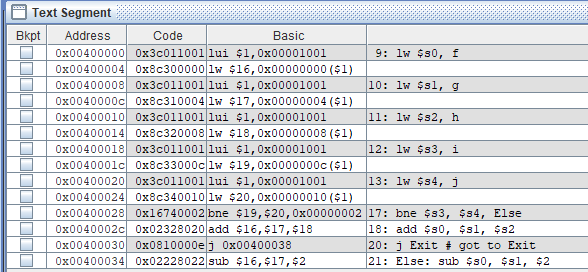 Text Segment
Bkpt Address Code Basic
0x00400000 0x3c011001 lui $1,0x00001001 9: lw $s0, f
0x00400004 0x8c300000 lw $16,0x00000000($1)
0x00400008 0x3c011001 lui $1,0x00001001 10: lw $s1, g
0x0040000c 0x8c310004 lw $17,0x00000004($1)
0x00400010 0x3c011001 lui $1,0x00001001 11: lw $s2, h
0x00400014 0x8c320008 lw $18,0x00000008($1)
0x00400018 0x3c011001 lui $1,0x00001001 12: lw $s3, i
0x0040001c 0x8c33000c lw $19,0x0000000c($1)
0x00400020 0x3c011001 lui $1,0x00001001 13: lw $s4, j
0x00400024 0x8c340010 lw $20,0x00000010($1)
0x00400028 0x16740002 bne $19,$20,0x00000002 17: bne $s3, $s4, Else
0x0040002c 0x02328020 add $16,$17,$18 18: add $s0, $s1, $s2
0x00400030 0x0810000e j 0x00400038 20: j Exit # got to Exit
0x00400034 0x02228022 sub $16,$17,$2 21: Else: sub $s0, $s1, $2